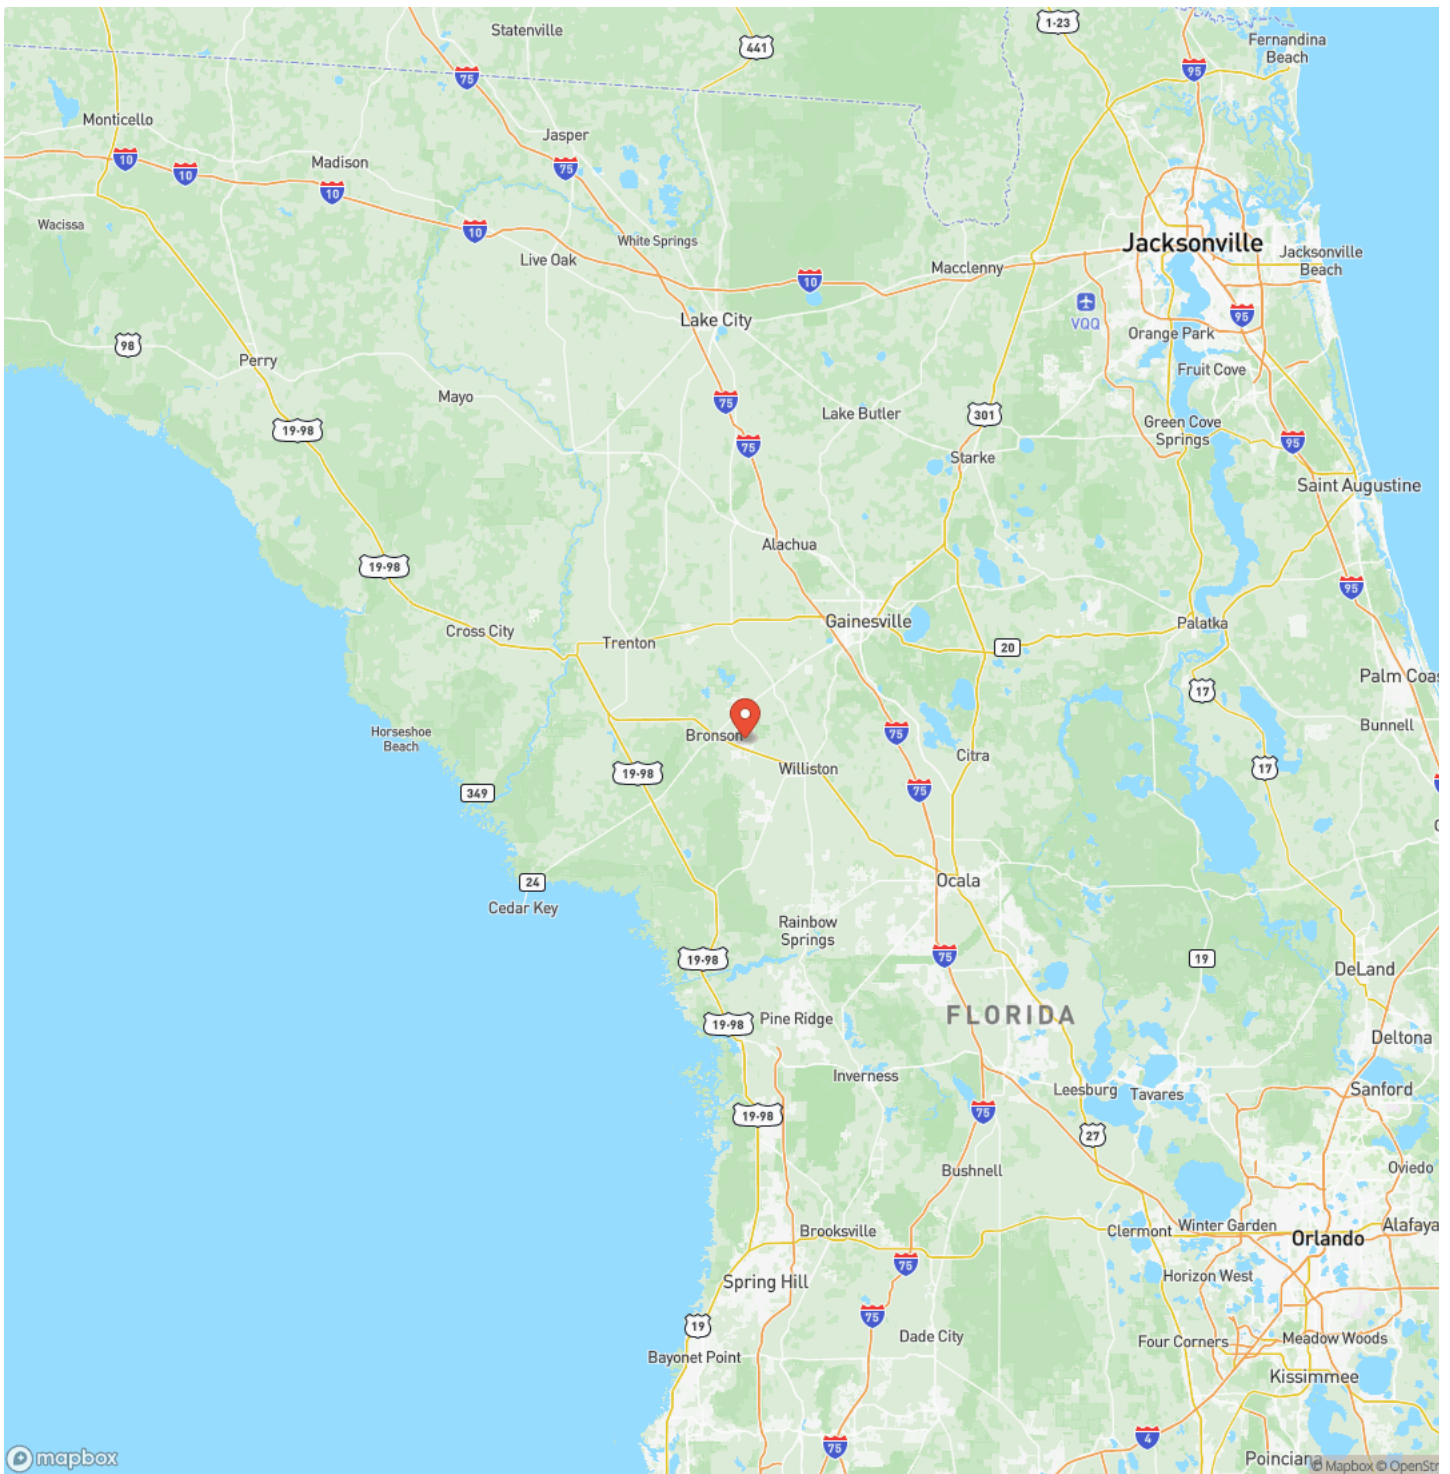 Statenville
441
1-23
Fernandina
Beach
75
95
Monticello
Jasper
10
Madison
75
10
10
Wacissa
10
White Springs
Live Oak
Jacksonville
Jacksonville
Beach
Macclenny
10
VQQ
95
Lake City
Orange Park
98
Perry
Fruit Cove
Mayo
75
Lake Butler
301
Green Cove
Springs
19-98
75
95
Starke
Saint Augustine
Alachua
19-98
95
Gainesville
Palatka
Cross City
Trenton
20
Palm Coas
17
Bunnell
Horseshoe
Beach
Bronson
75
Citra
Williston
19-98
17
349
75
24
Ocala
Cedar Key
Rainbow
Springs
19-98
75
19
DeLand
FLORIDA
19-98
Pine Ridge
Deltona
Inverness
Leesburg
Tavares
Sanford
19-98
75
27
Bushnell
Oviedo
Brooksville
Clermont
Winter Garden
Orlando
Alafaya
75
Spring Hill
Horizon West
75
19
Dade City
Four Corners
Meadow Woods
Bayonet Point
Kissimmee
75
4
Poinciana
mapbox
© Mapbox © OpenStr